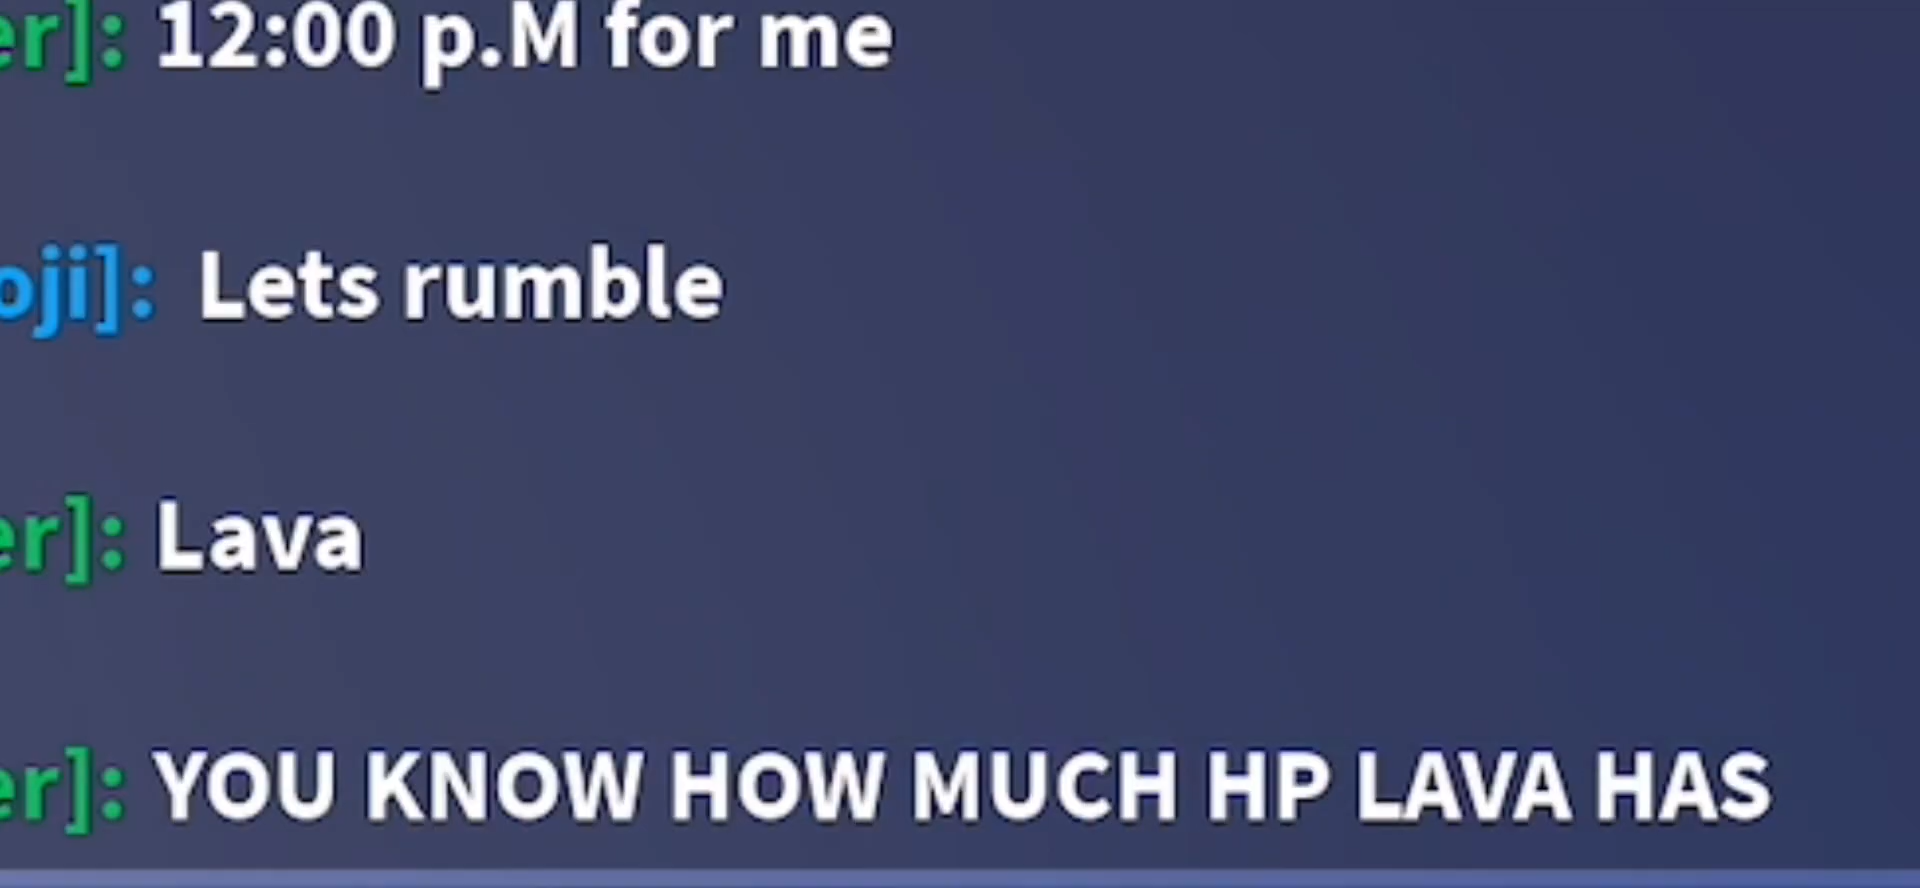 er]: 12:00 p.M for me
oji]: Lets rumble
er]: Lava
er]: YOU KNOW HOW MUCH HP LAVA HAS